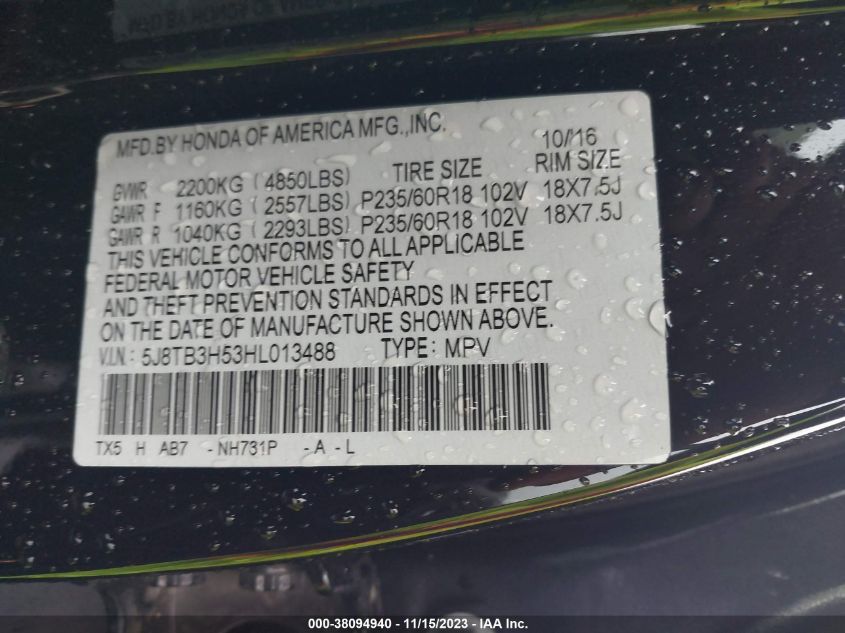 MFD.BY HONDA OF AMERICA MFG.,INC. 10/16
GVWR 2200KG ( 4850LBS) TIRE SIZE RIM SIZE
GAWR F 1160KG ( 2557LBS) P235/60R18 102V 18X7.5J
GAWR R 1040KG ( 2293LBS) P235/60R18 102V 18X7.5J
THIS VEHICLE CONFORMS TO ALL APPLICABLE
FEDERAL MOTOR VEHICLE SAFETY
AND THEFT PREVENTION STANDARDS IN EFFECT
ON THE DATE OF MANUFACTURE SHOWN ABOVE.
V.I.N.: 5J8TB3H53HL013488 TYPE: MPV
TX5 H AB7 -NH731P -A-L
000-38094940 - 11/15/2023 - © IAA Inc.